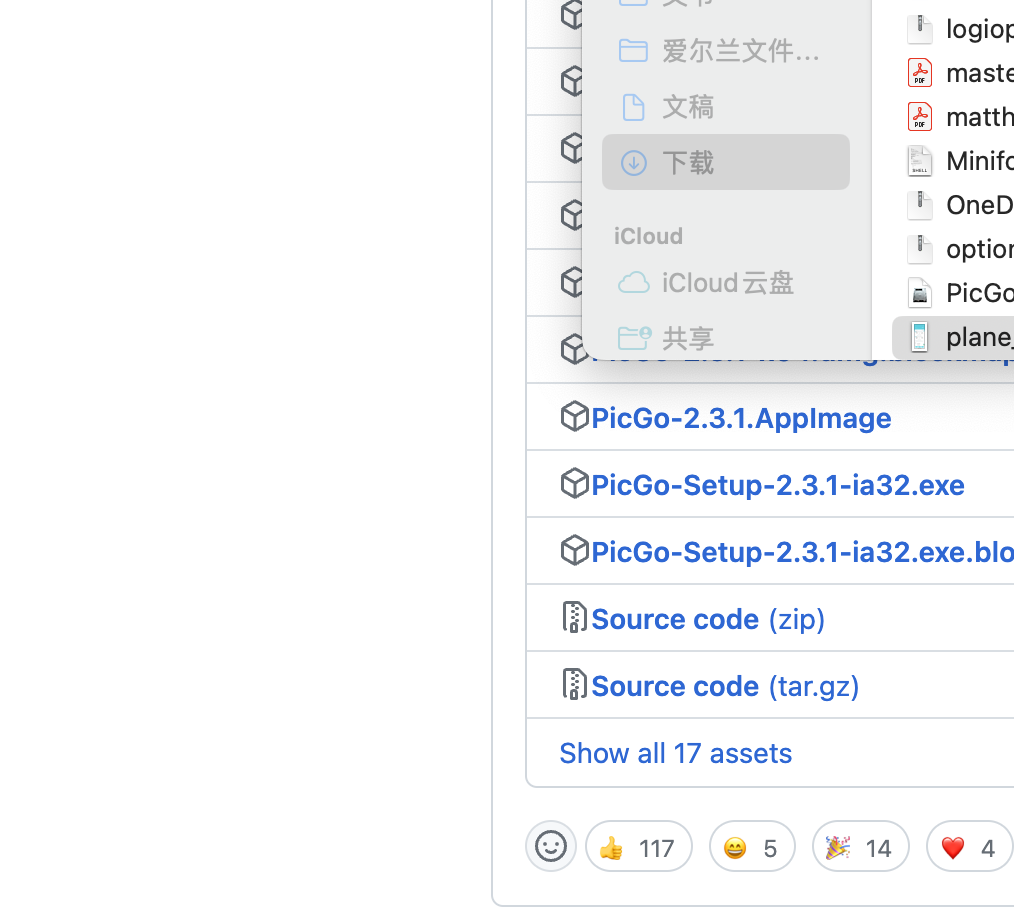 爱尔兰文件...
文稿
下载
iCloud
iCloud云盘
共享
logiop
maste
matth
Minifo
OneD
option
PicGo
plane_
PicGo-2.3.1.AppImage
PicGo-Setup-2.3.1-ia32.exe
PicGo-Setup-2.3.1-ia32.exe.blo
Source code (zip)
Source code (tar.gz)
Show all 17 assets
117
5
14
4